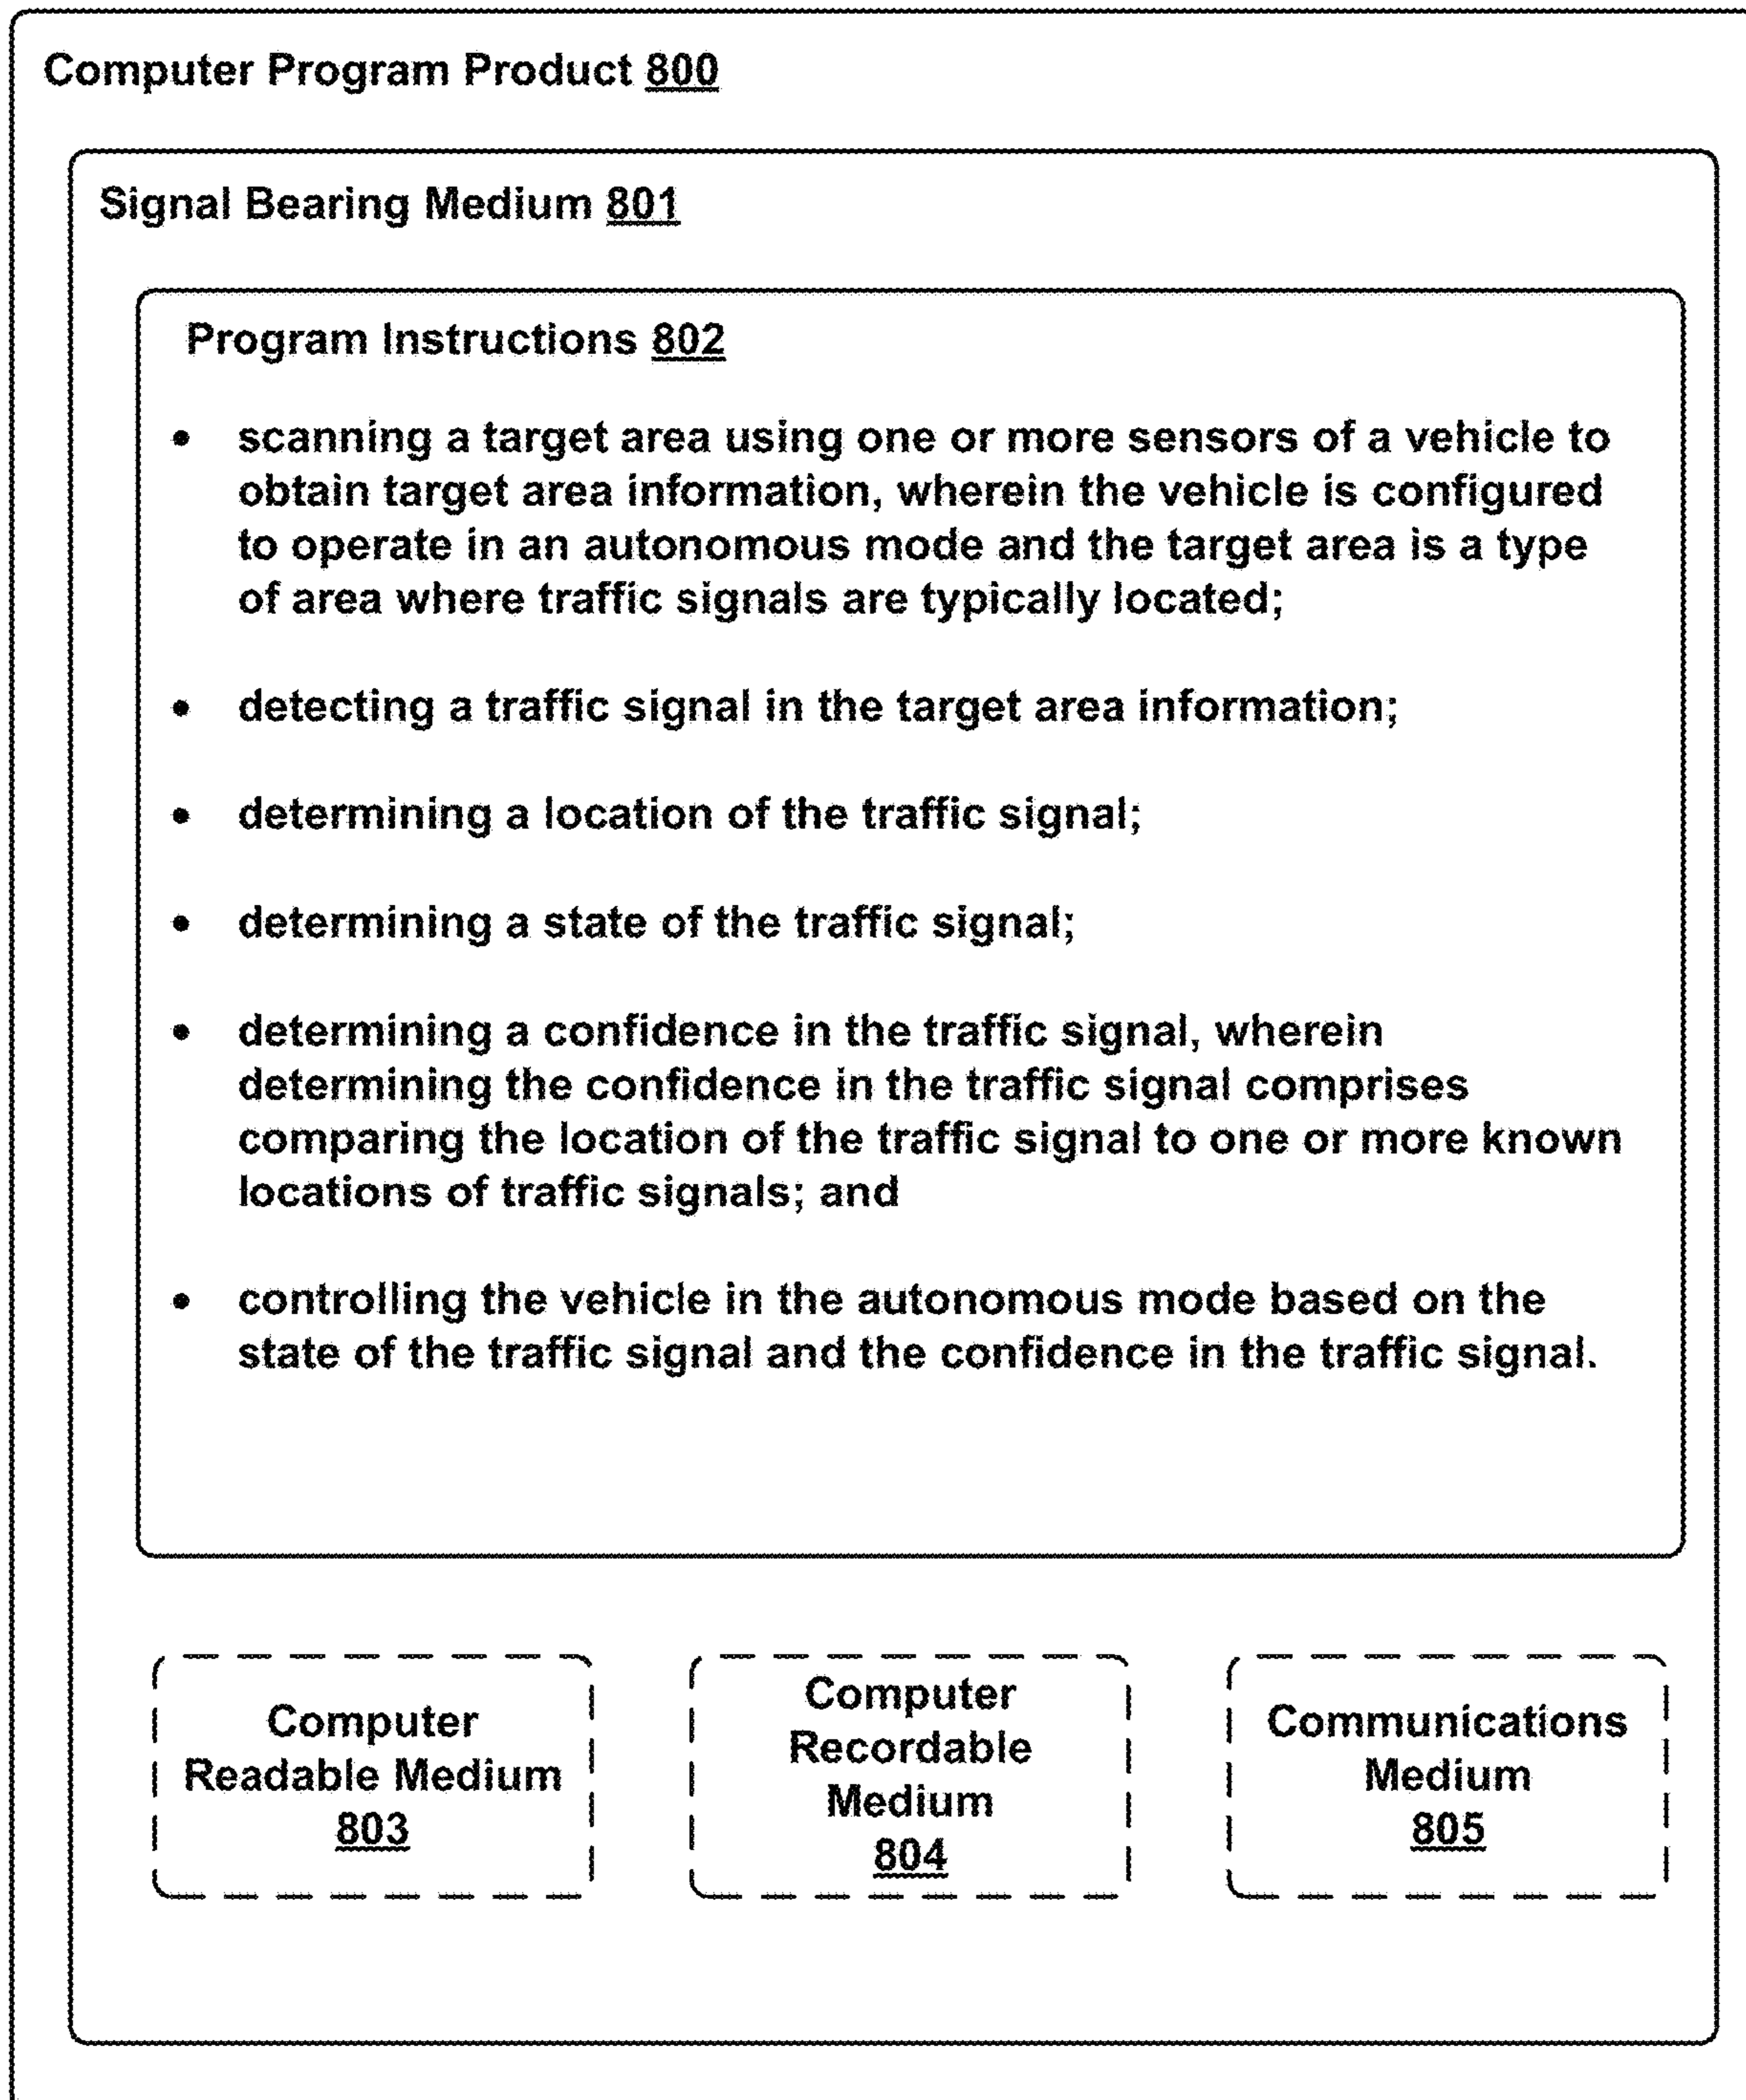 Computer Program Product 800
Signal Bearing Medium 801
Program Instructions 802
• scanning a target area using one or more sensors of a vehicle to
obtain target area information, wherein the vehicle is configured
to operate in an autonomous mode and the target area is a type
of area where traffic signals are typically located;
• detecting a traffic signal in the target area information;
• determining a location of the traffic signal;
• determining a state of the traffic signal;
• determining a confidence in the traffic signal, wherein
determining the confidence in the traffic signal comprises
comparing the location of the traffic signal to one or more known
locations of traffic signals; and
• controlling the vehicle in the autonomous mode based on the
state of the traffic signal and the confidence in the traffic signal.
Computer
Readable Medium
803
Computer
Recordable
Medium
804
Communications
Medium
805